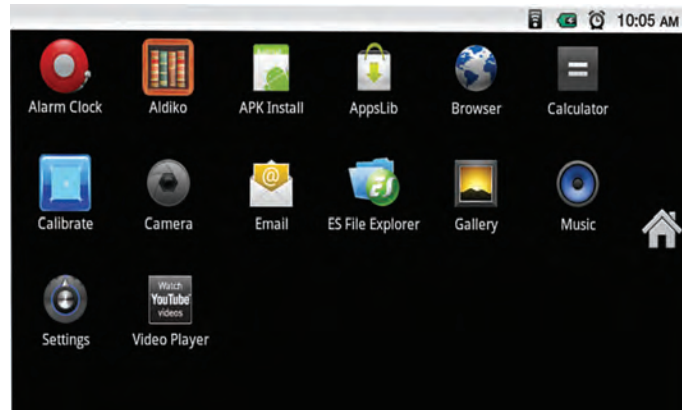 10:05 AM
Alarm Clock Aldiko APK Install AppsLib Browser Calculator
@
Calibrate Camera Email ES File Explorer Gallery Music
Watch
YouTube
videos
Settings Video Player